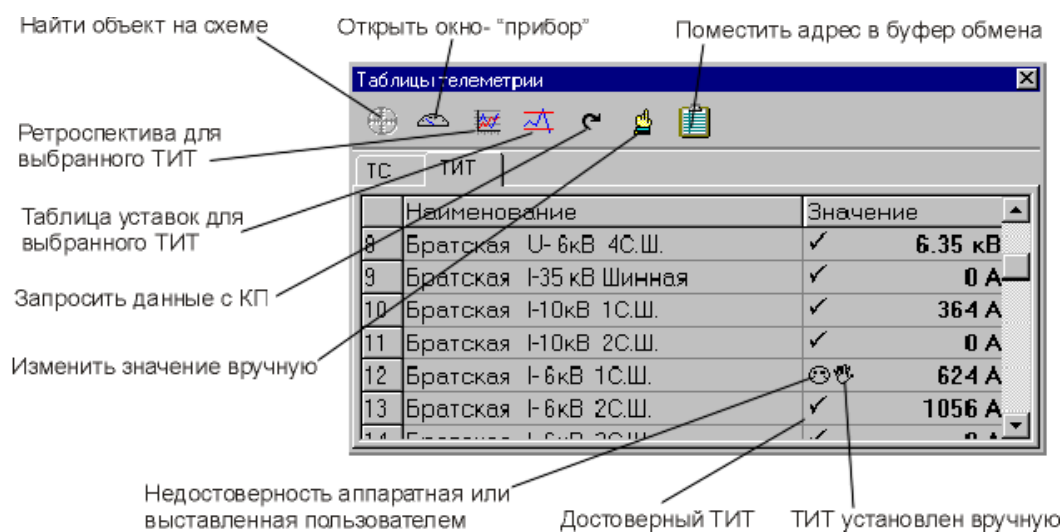 Найти объект на схеме
Открыть окно- “прибор”
Поместить адрес в буфер обмена
Таблицы телеметрии
Ретроспектива для
выбранного ТИТ
ТС ТИТ
Таблица уставок для
выбранного ТИТ
Наименование Значение
8 Братская U- 6кВ 4С.Ш. 6.35 кВ
9 Братская I-35 кВ Шинная 0 А
Запросить данные с КП
10 Братская I-10кВ 1С.Ш. 364 А
11 Братская I-10кВ 2С.Ш. 0 А
Изменить значение вручную
12 Братская I- 6кВ 1С.Ш. 624 А
13 Братская I- 6кВ 2С.Ш. 1056 А
Недостоверность аппаратная или
выставленная пользователем
Достоверный ТИТ
ТИТ установлен вручную